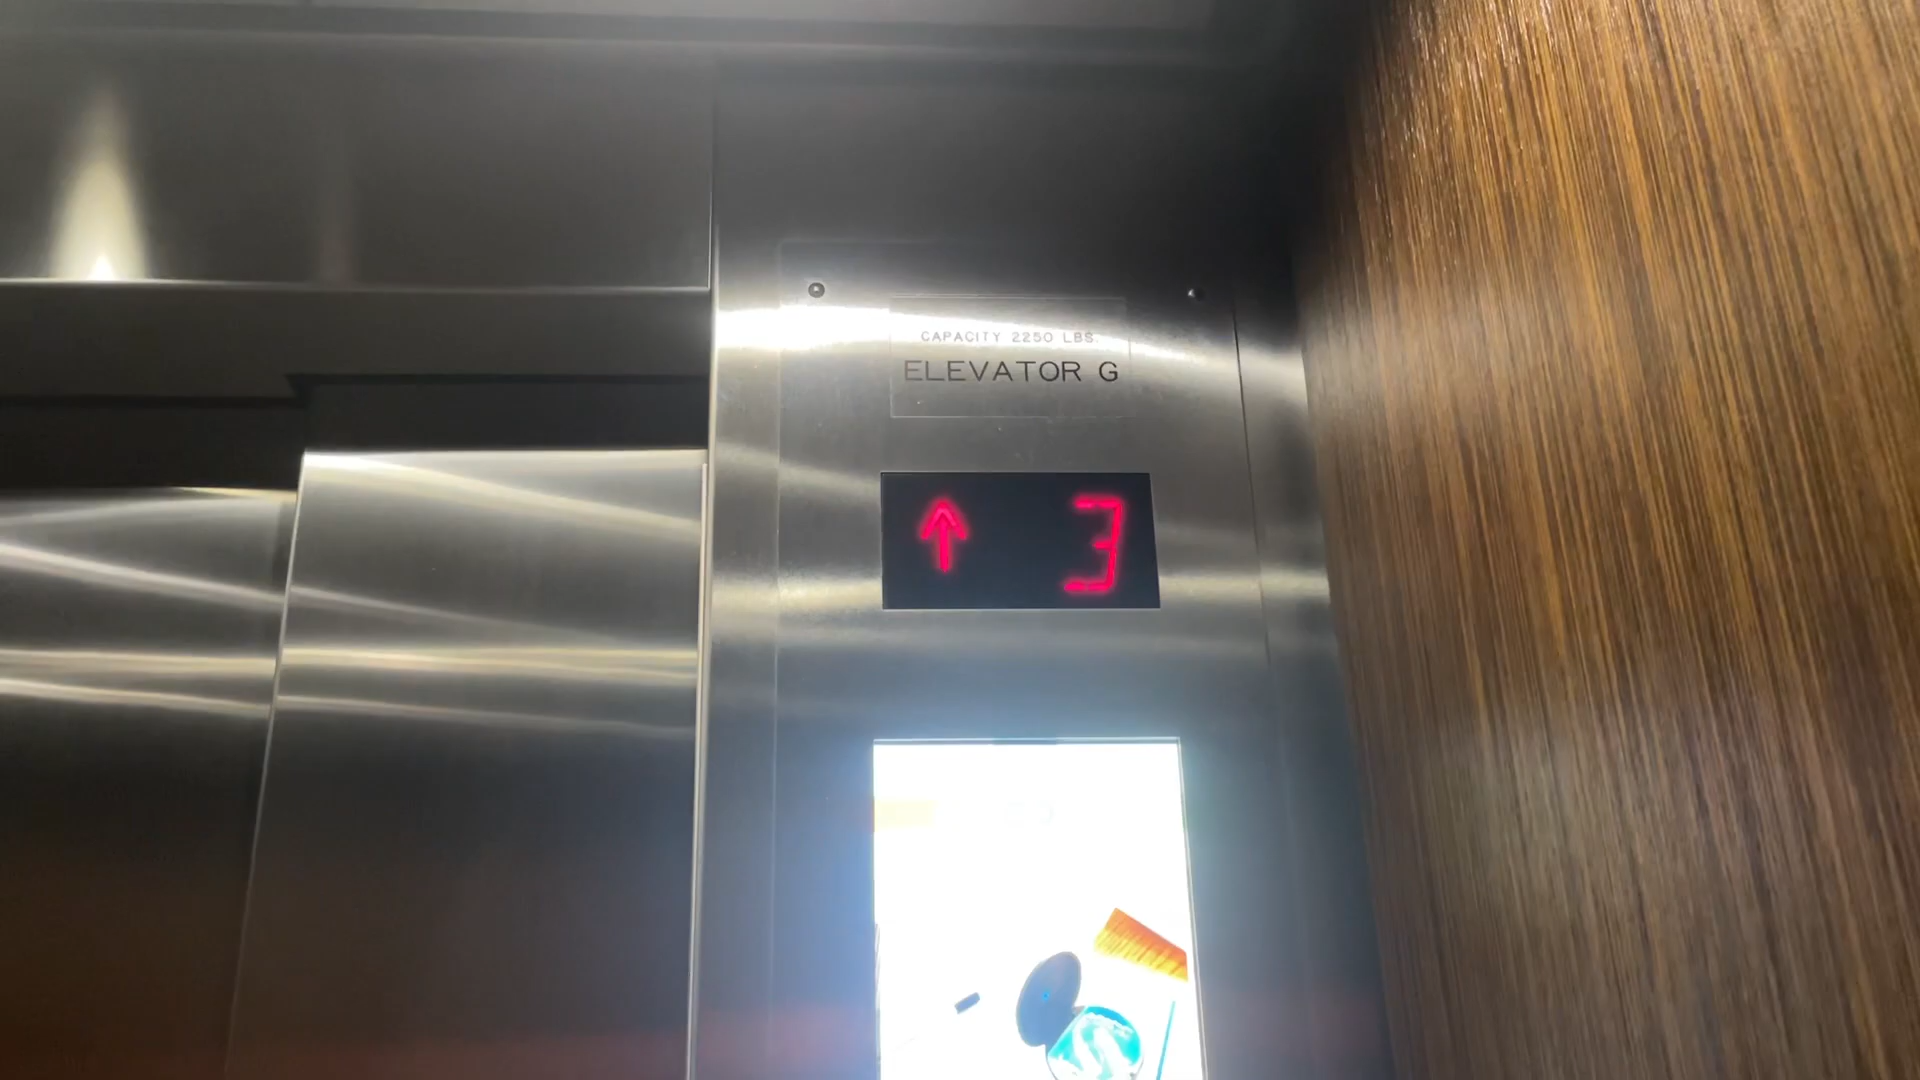 CAPACITY 2250 LBS.
ELEVATOR G
↑ 3